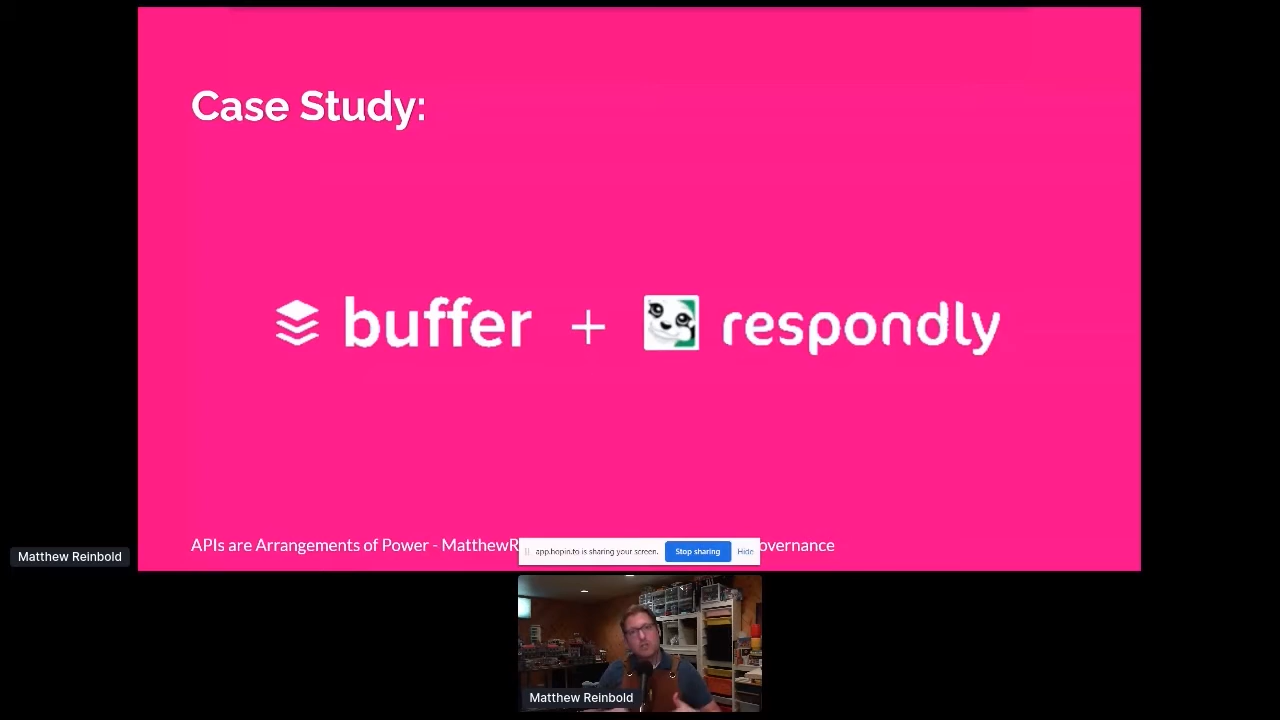 Case Study:
buffer + respondly
APIs are Arrangements of Power - MatthewR
overnance
app.hopin.to is sharing your screen. Stop sharing Hide
Matthew Reinbold
Matthew Reinbold